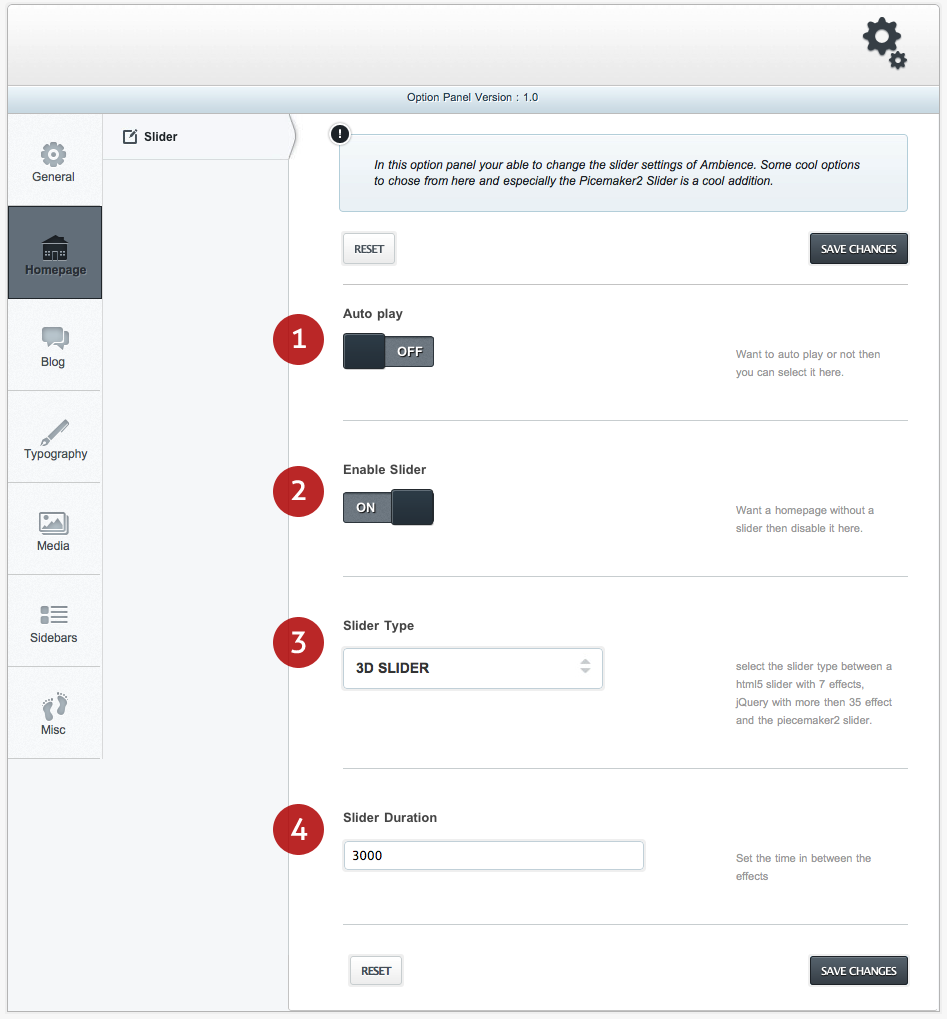 Option Panel Version : 1.0
General
Homepage
Blog
Typography
Media
Sidebars
Misc
Slider
!
In this option panel your able to change the slider settings of Ambience. Some cool options
to chose from here and especially the Picemaker2 Slider is a cool addition.
RESET
SAVE CHANGES
1
Auto play
OFF
Want to auto play or not then
you can select it here.
2
Enable Slider
ON
Want a homepage without a
slider then disable it here.
3
Slider Type
3D SLIDER
select the slider type between a
html5 slider with 7 effects,
jQuery with more then 35 effect
and the piecemaker2 slider.
4
Slider Duration
3000
Set the time in between the
effects
RESET
SAVE CHANGES